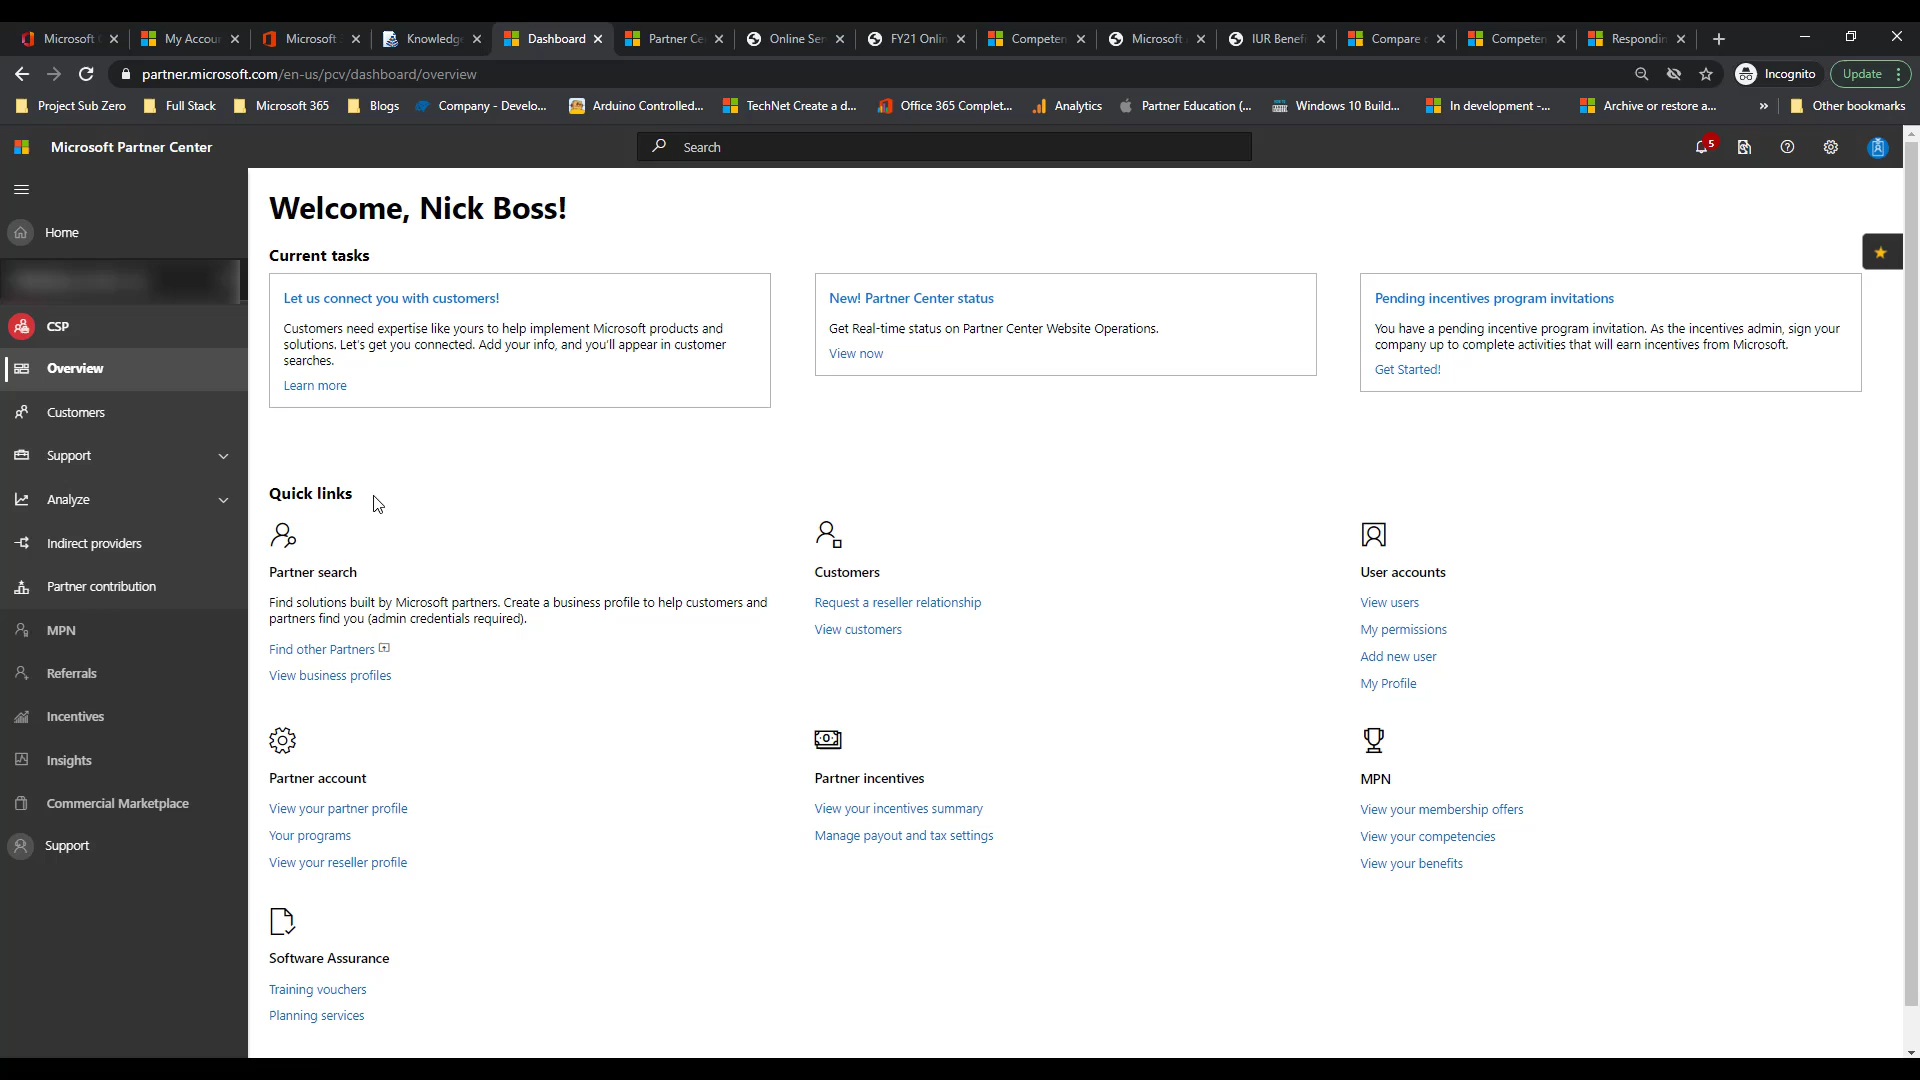 Microsoft
My Accou
Microsoft
Knowledge
Dashboard
Partner Ce
Online Ser
FY21 Onli
Competen
Microsoft
IUR Benef
Compare
Competen
Respondin
partner.microsoft.com/en-us/pcv/dashboard/overview
Incognito
Update
Project Sub Zero
Full Stack
Microsoft 365
Blogs
Company - Develo...
Arduino Controlled...
TechNet Create a d...
Office 365 Complet...
Analytics
Partner Education (...
Windows 10 Build...
In development -...
Archive or restore a...
»
Other bookmarks
Microsoft Partner Center
Search
5
Home
CSP
Overview
Customers
Support
Analyze
Indirect providers
Partner contribution
MPN
Referrals
Incentives
Insights
Commercial Marketplace
Support
Welcome, Nick Boss!
Current tasks
Let us connect you with customers!
Customers need expertise like yours to help implement Microsoft products and
solutions. Let's get you connected. Add your info, and you'll appear in customer
searches.
Learn more
New! Partner Center status
Get Real-time status on Partner Center Website Operations.
View now
Pending incentives program invitations
You have a pending incentive program invitation. As the incentives admin, sign your
company up to complete activities that will earn incentives from Microsoft.
Get Started!
Quick links
Partner search
Find solutions built by Microsoft partners. Create a business profile to help customers and
partners find you (admin credentials required).
Find other Partners
View business profiles
Customers
Request a reseller relationship
View customers
User accounts
View users
My permissions
Add new user
My Profile
Partner account
View your partner profile
Your programs
View your reseller profile
Partner incentives
View your incentives summary
Manage payout and tax settings
MPN
View your membership offers
View your competencies
View your benefits
Software Assurance
Training vouchers
Planning services